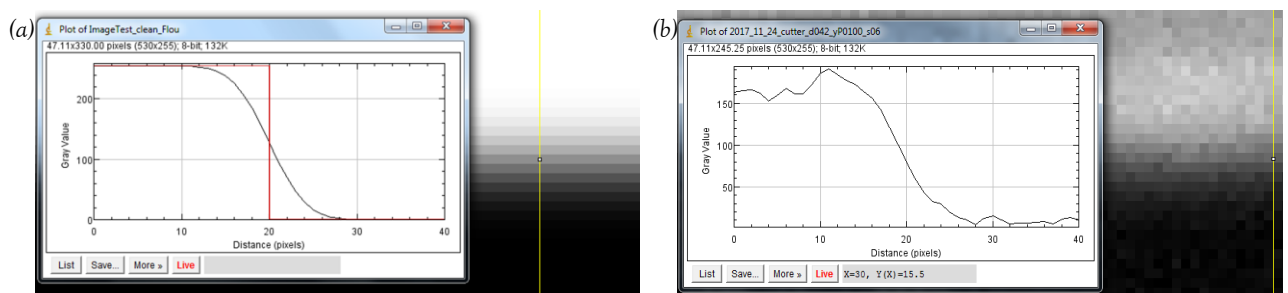 (a)
Plot of ImageTest_clean_Flou
47.11x330.00 pixels (530x255); 8-bit; 132K
200
100
0
Gray Value
0 10 20 30 40
Distance (pixels)
List Save... More » Live
(b)
Plot of 2017_11_24_cutter_d042_yP0100_s06
47.11x245.25 pixels (530x255); 8-bit; 132K
150
100
50
Gray Value
0 10 20 30 40
Distance (pixels)
List Save... More » Live X=30, Y(X)=15.5